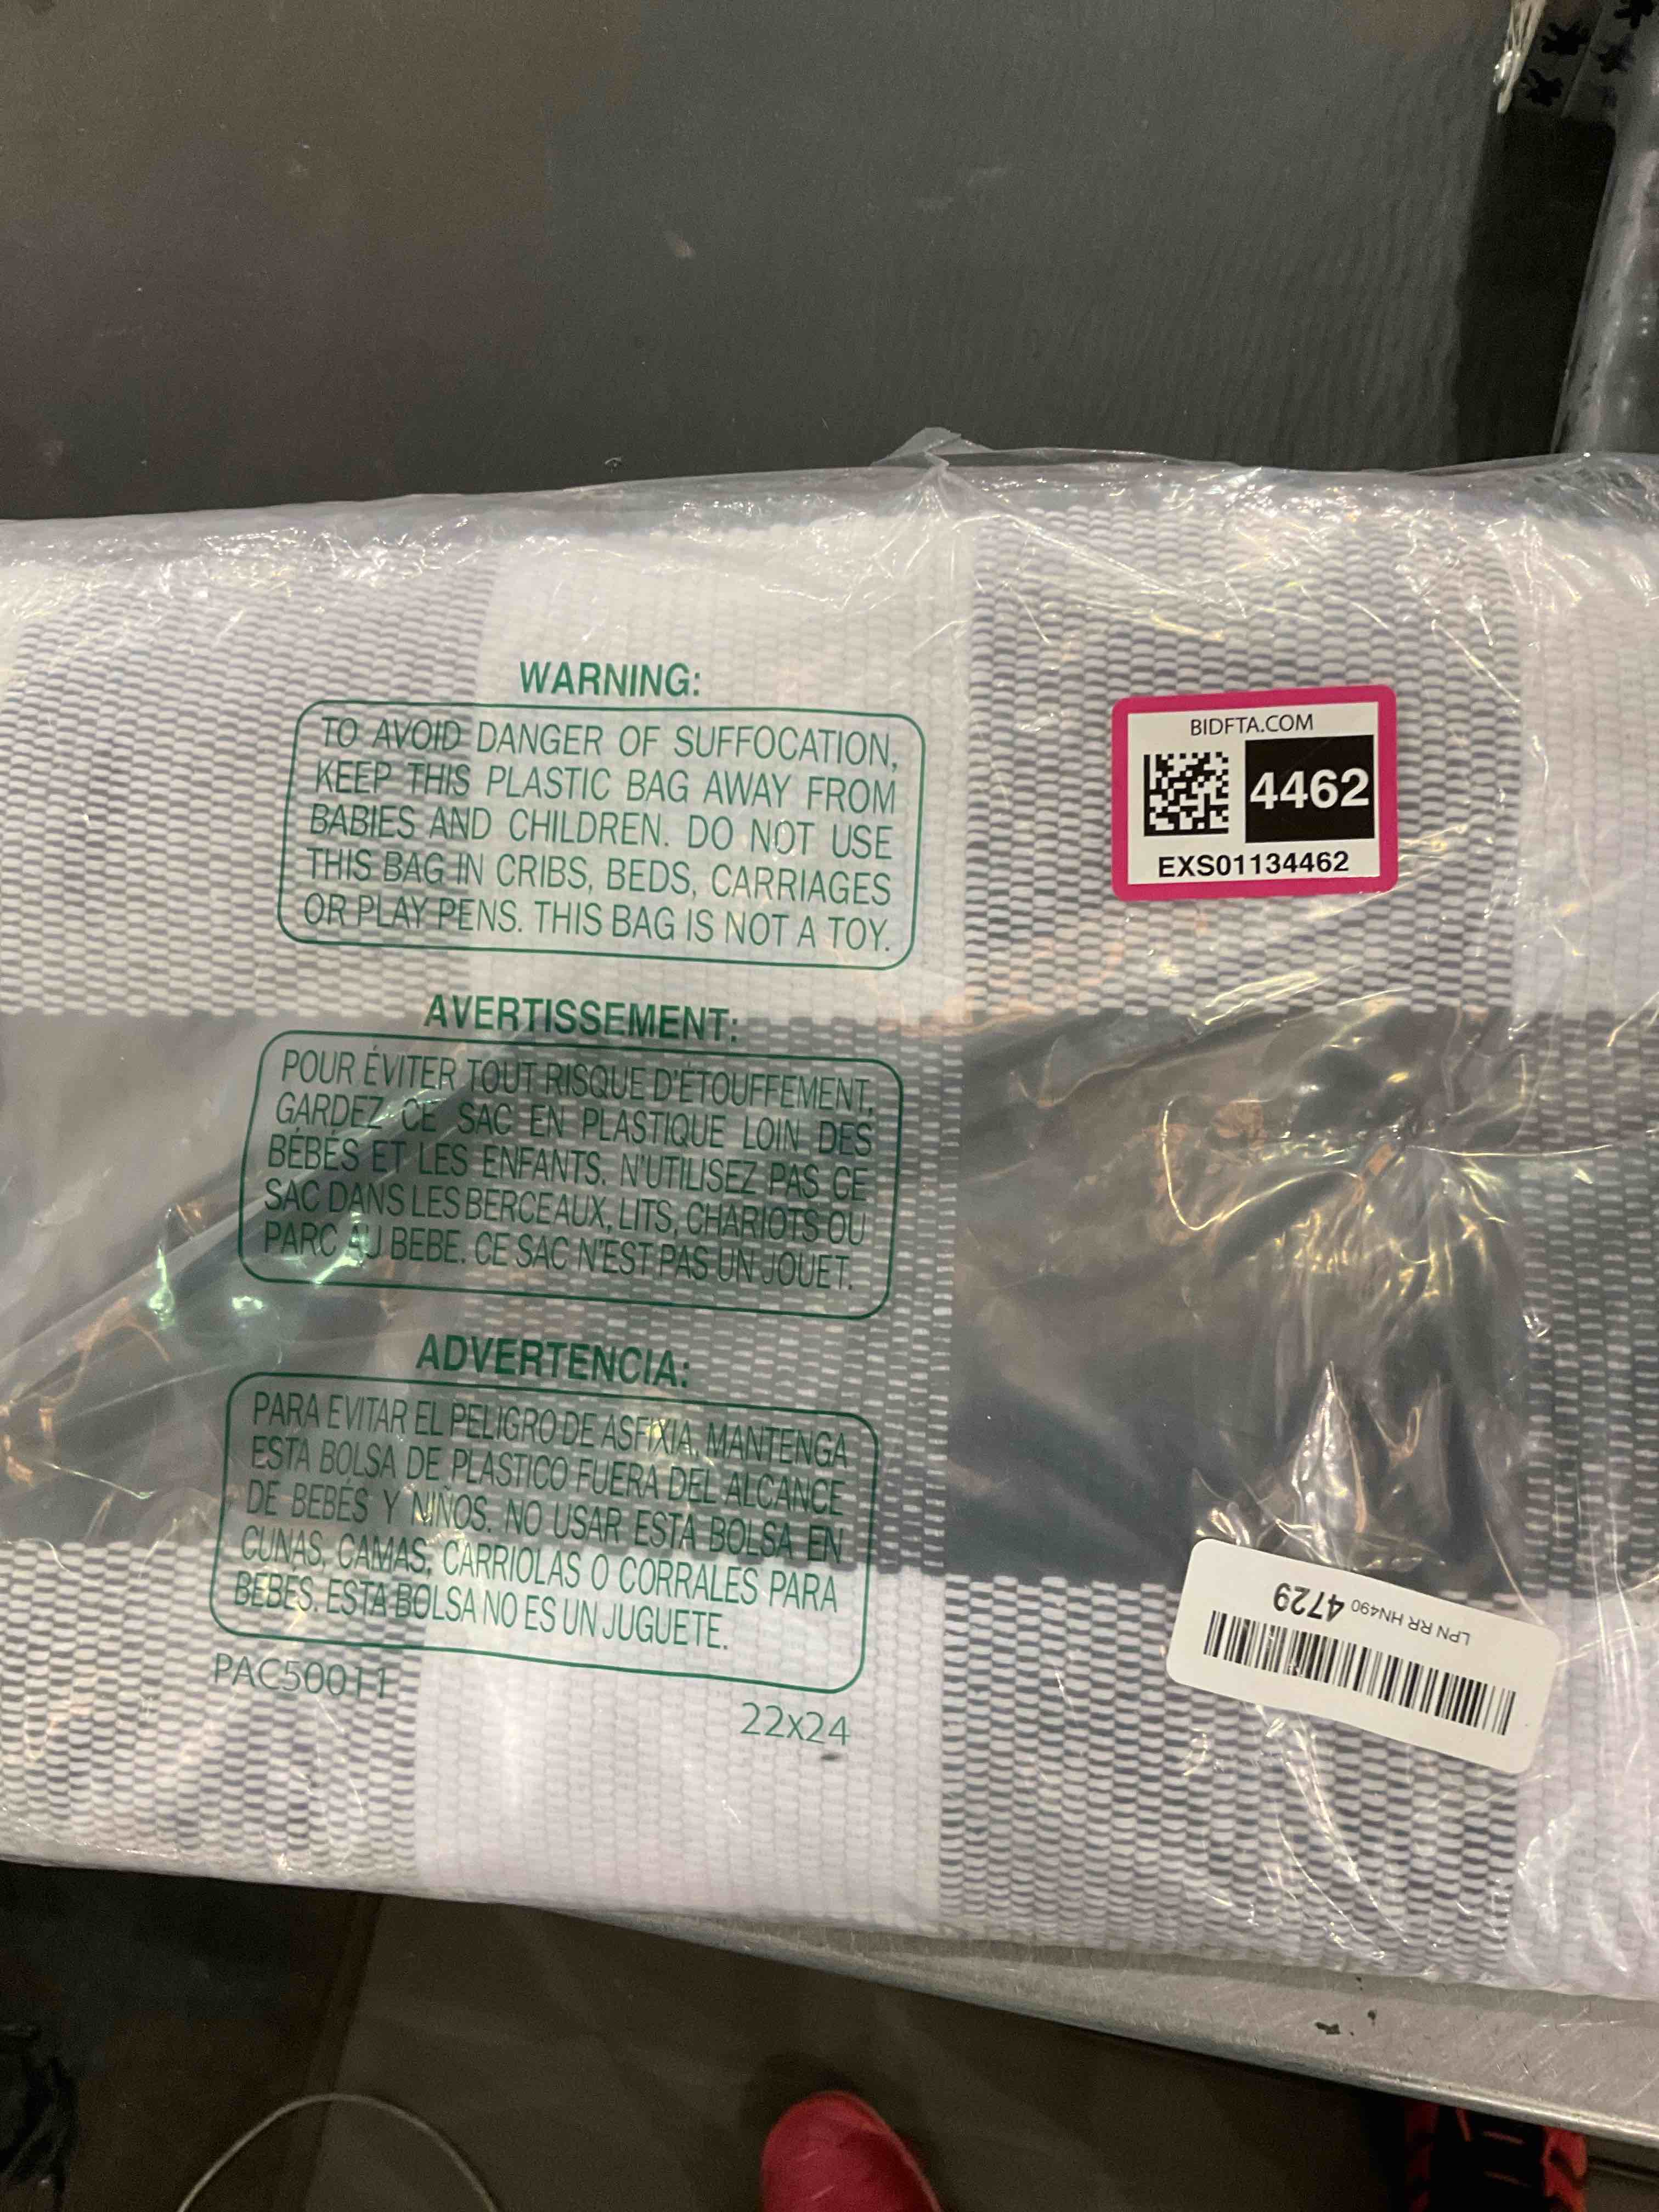 WARNING:
TO AVOID DANGER OF SUFFOCATION,
KEEP THIS PLASTIC BAG AWAY FROM
BABIES AND CHILDREN. DO NOT USE
THIS BAG IN CRIBS, BEDS, CARRIAGES
OR PLAY PENS. THIS BAG IS NOT A TOY.
AVERTISSEMENT:
POUR ÉVITER TOUT RISQUE D'ÉTOUFFEMENT,
GARDEZ CE SAC EN PLASTIQUE LOIN DES
BÉBÉS ET LES ENFANTS. N'UTILISEZ PAS CE
SAC DANS LES BERCEAUX, LITS, CHARIOTS OU
PARC AU BEBE. CE SAC N'EST PAS UN JOUET.
ADVERTENCIA:
PARA EVITAR EL PELIGRO DE ASFIXIA, MANTENGA
ESTA BOLSA DE PLASTICO FUERA DEL ALCANCE
DE BEBÉS Y NIÑOS. NO USAR ESTA BOLSA EN
CUNAS, CAMAS, CARRIOLAS O CORRALES PARA
BEBES. ESTA BOLSA NO ES UN JUGUETE.
PAC50011
22x24
BIDFTA.COM
4462
EXS01134462
LPN RR HN490 4729